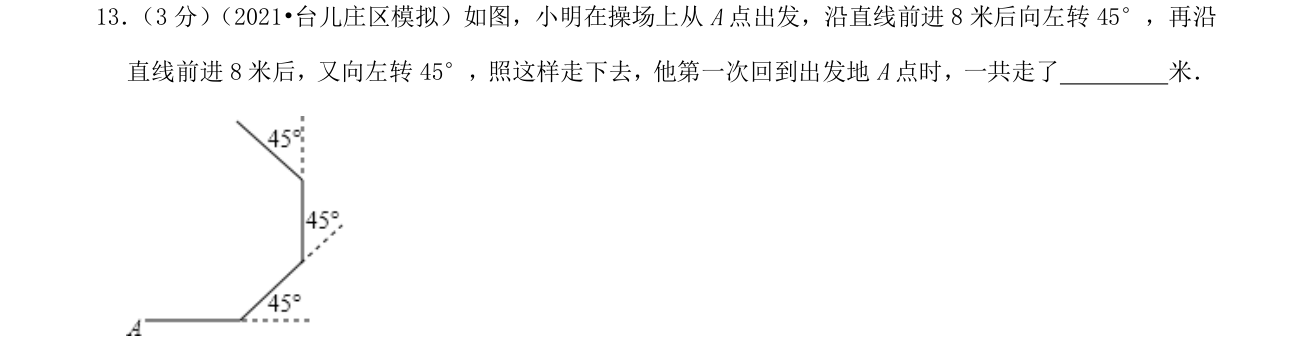 13．（3 分）（2021•台儿庄区模拟）如图，小明在操场上从 A 点出发，沿直线前进 8 米后向左转 45°，再沿
直线前进 8 米后，又向左转 45°，照这样走下去，他第一次回到出发地 A 点时，一共走了________米．
45°
45°
45°
A